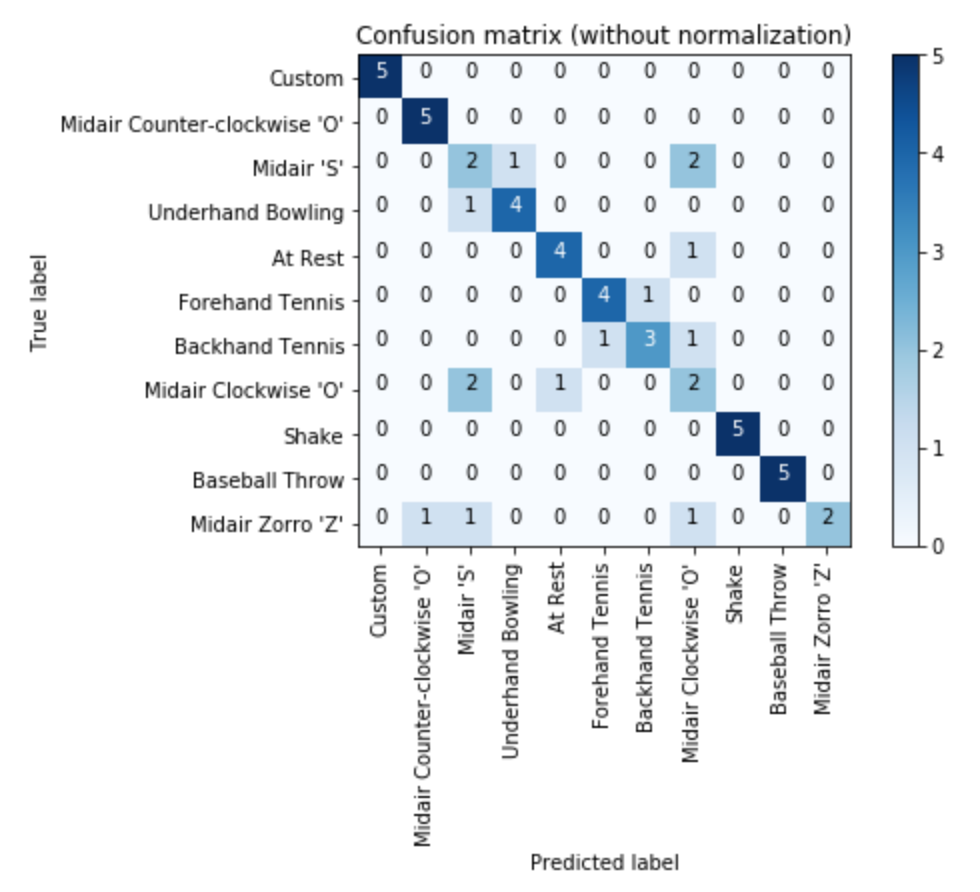 Confusion matrix (without normalization)
Custom 5 0 0 0 0 0 0 0 0 0 0
Midair Counter-clockwise 'O' 0 5 0 0 0 0 0 0 0 0 0
Midair 'S' 0 0 2 1 0 0 0 2 0 0 0
Underhand Bowling 0 0 1 4 0 0 0 0 0 0 0
At Rest 0 0 0 0 4 0 0 1 0 0 0
Forehand Tennis 0 0 0 0 0 4 1 0 0 0 0
Backhand Tennis 0 0 0 0 0 1 3 1 0 0 0
Midair Clockwise 'O' 0 0 2 0 1 0 0 2 0 0 0
Shake 0 0 0 0 0 0 0 0 5 0 0
Baseball Throw 0 0 0 0 0 0 0 0 0 5 0
Midair Zorro 'Z' 0 1 1 0 0 0 0 1 0 0 2
True label
Custom
Midair Counter-clockwise 'O'
Midair 'S'
Underhand Bowling
At Rest
Forehand Tennis
Backhand Tennis
Midair Clockwise 'O'
Shake
Baseball Throw
Midair Zorro 'Z'
Predicted label
5
4
3
2
1
0